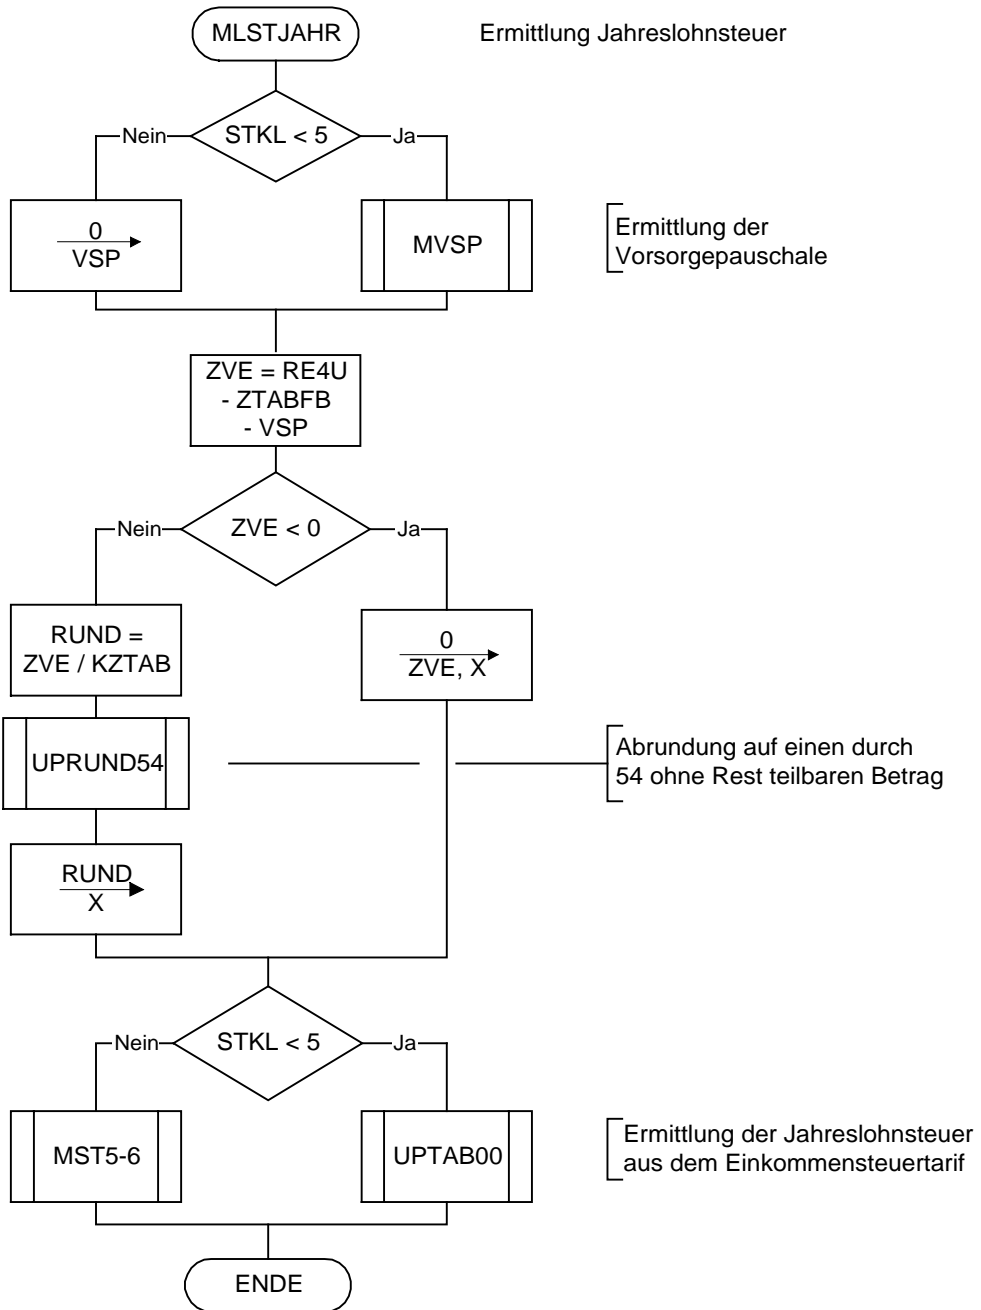 MLSTJAHR
Ermittlung Jahreslohnsteuer
Nein
STKL < 5
Ja
0
VSP
MVSP
Ermittlung der
Vorsorgepauschale
ZVE = RE4U
- ZTABFB
- VSP
Nein
ZVE < 0
Ja
RUND =
ZVE / KZTAB
0
ZVE, X
UPRUND54
Abrundung auf einen durch
54 ohne Rest teilbaren Betrag
RUND
X
Nein
STKL < 5
Ja
MST5-6
UPTAB00
Ermittlung der Jahreslohnsteuer
aus dem Einkommensteuertarif
ENDE